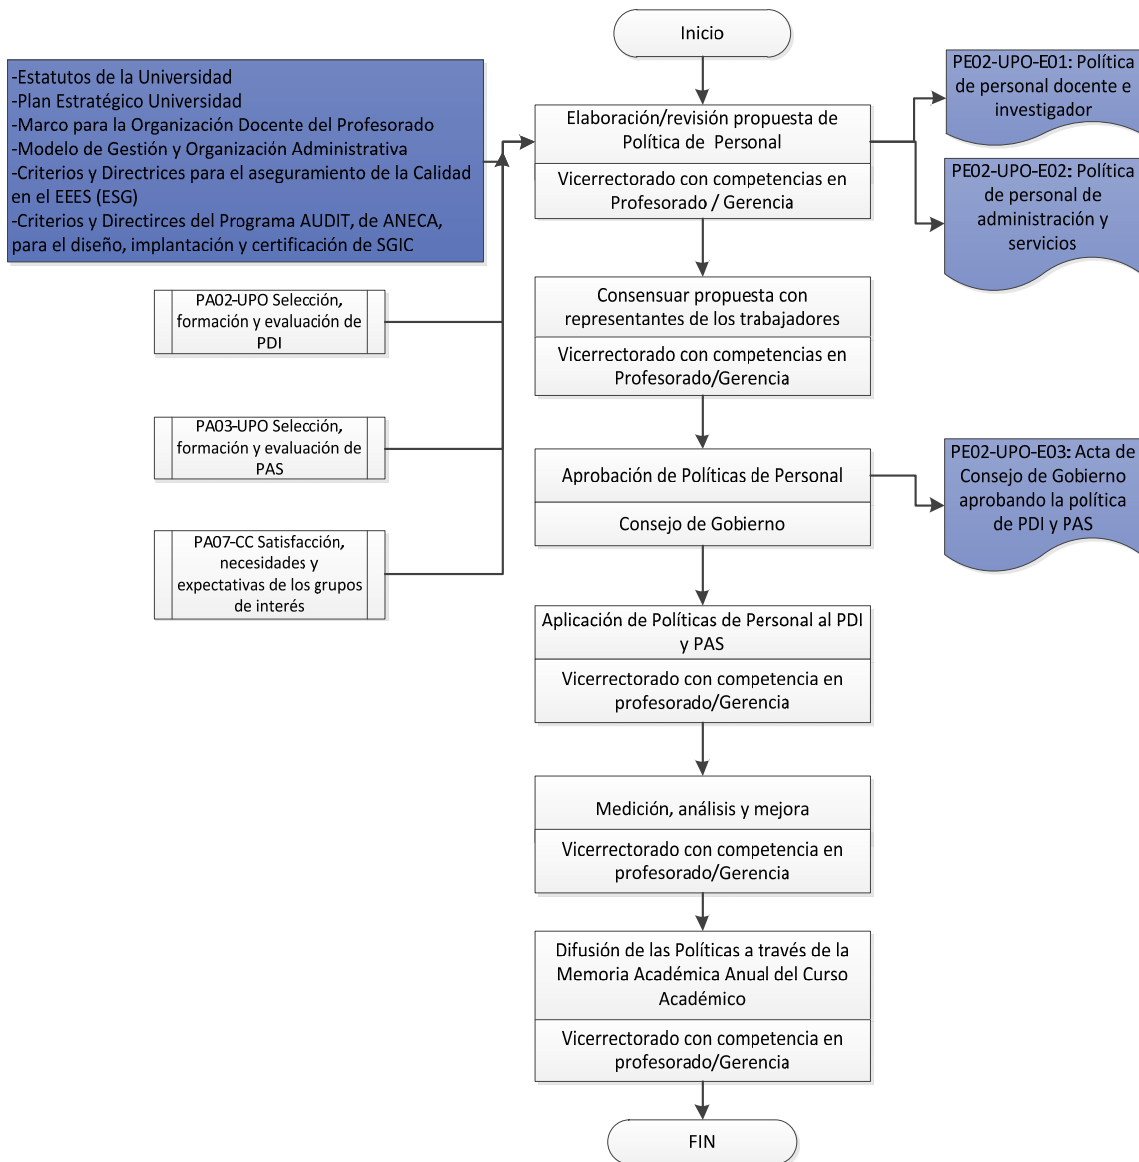 Inicio
-Estatutos de la Universidad
-Plan Estratégico Universidad
-Marco para la Organización Docente del Profesorado
-Modelo de Gestión y Organización Administrativa
-Criterios y Directrices para el aseguramiento de la Calidad
en el EEES (ESG)
-Criterios y Directirces del Programa AUDIT, de ANECA,
para el diseño, implantación y certificación de SGIC
Elaboración/revisión propuesta de
Política de Personal
Vicerrectorado con competencias en
Profesorado / Gerencia
PE02-UPO-E01: Política
de personal docente e
investigador
PE02-UPO-E02: Política
de personal de
administración y
servicios
PA02-UPO Selección,
formación y evaluación de
PDI
Consensuar propuesta con
representantes de los trabajadores
Vicerrectorado con competencias en
Profesorado/Gerencia
PA03-UPO Selección,
formación y evaluación de
PAS
Aprobación de Políticas de Personal
Consejo de Gobierno
PE02-UPO-E03: Acta de
Consejo de Gobierno
aprobando la política
de PDI y PAS
PA07-CC Satisfacción,
necesidades y
expectativas de los grupos
de interés
Aplicación de Políticas de Personal al PDI
y PAS
Vicerrectorado con competencia en
profesorado/Gerencia
Medición, análisis y mejora
Vicerrectorado con competencia en
profesorado/Gerencia
Difusión de las Políticas a través de la
Memoria Académica Anual del Curso
Académico
Vicerrectorado con competencia en
profesorado/Gerencia
FIN